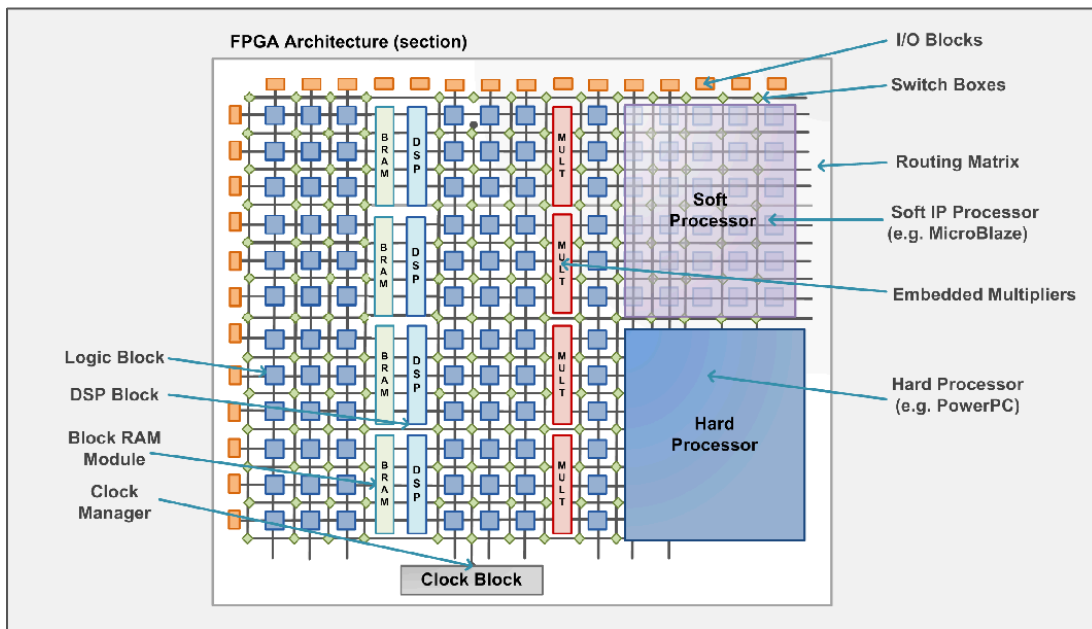 FPGA Architecture (section)
I/O Blocks
Switch Boxes
Routing Matrix
Soft IP Processor
(e.g. MicroBlaze)
Embedded Multipliers
Hard Processor
(e.g. PowerPC)
Logic Block
DSP Block
Block RAM
Module
Clock
Manager
BRAM
DSP
MULT
Soft
Processor
BRAM
DSP
MULT
BRAM
DSP
MULT
Hard
Processor
BRAM
DSP
MULT
Clock Block